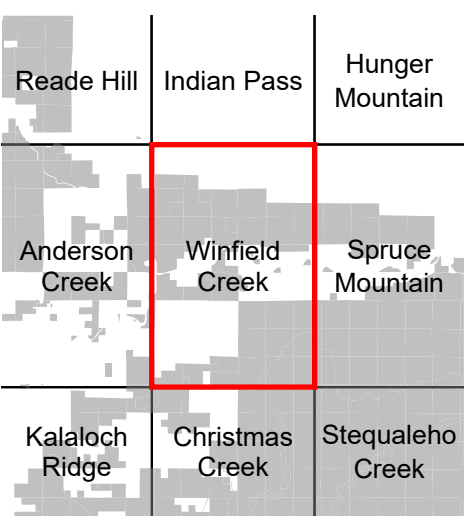 Reade Hill
Indian Pass
Hunger
Mountain
Anderson
Creek
Winfield
Creek
Spruce
Mountain
Kalaloch
Ridge
Christmas
Creek
Stequaleho
Creek